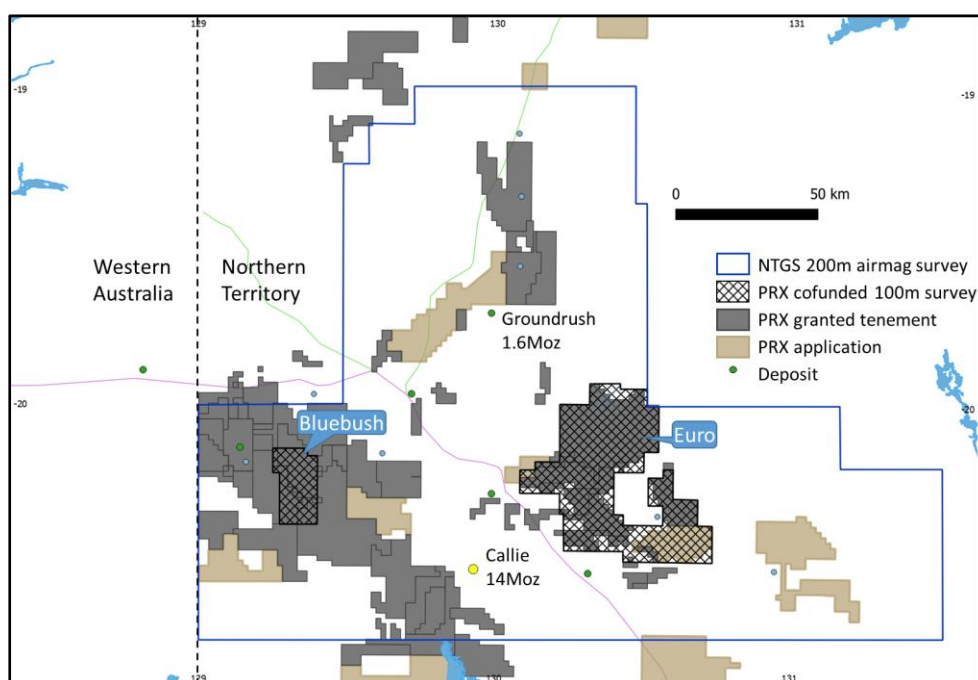 129
130
131
-19
-19
0
50 km
Western
Australia
Northern
Territory
NTGS 200m airmag survey
PRX cofunded 100m survey
PRX granted tenement
PRX application
Deposit
Groundrush
1.6Moz
-20
-20
Bluebush
Euro
Callie
14Moz
129
130
131